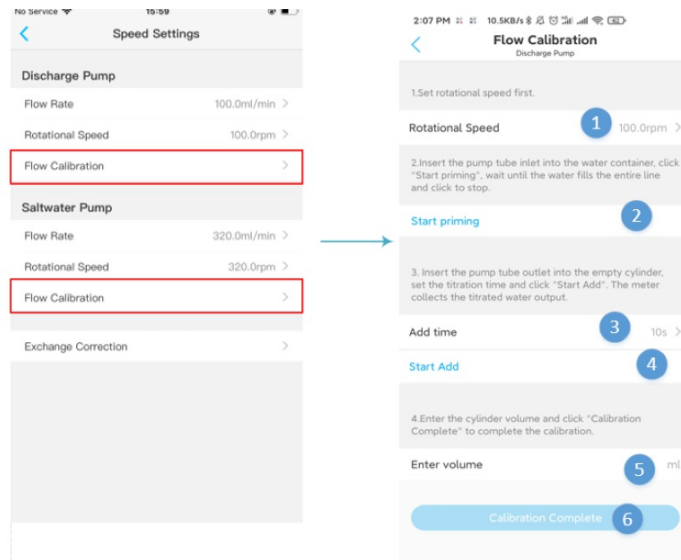 No Service
15:59
Speed Settings
Discharge Pump
Flow Rate 100.0ml/min
Rotational Speed 100.0rpm
Flow Calibration
Saltwater Pump
Flow Rate 320.0ml/min
Rotational Speed 320.0rpm
Flow Calibration
Exchange Correction
2:07 PM 10.5KB/s
Flow Calibration
Discharge Pump
1.Set rotational speed first.
Rotational Speed 1 100.0rpm
2.Insert the pump tube inlet into the water container, click
"Start priming", wait until the water fills the entire line
and click to stop.
Start priming 2
3. Insert the pump tube outlet into the empty cylinder,
set the titration time and click "Start Add". The meter
collects the titrated water output.
Add time 3 10s
Start Add 4
4.Enter the cylinder volume and click "Calibration
Complete" to complete the calibration.
Enter volume 5 ml
Calibration Complete 6